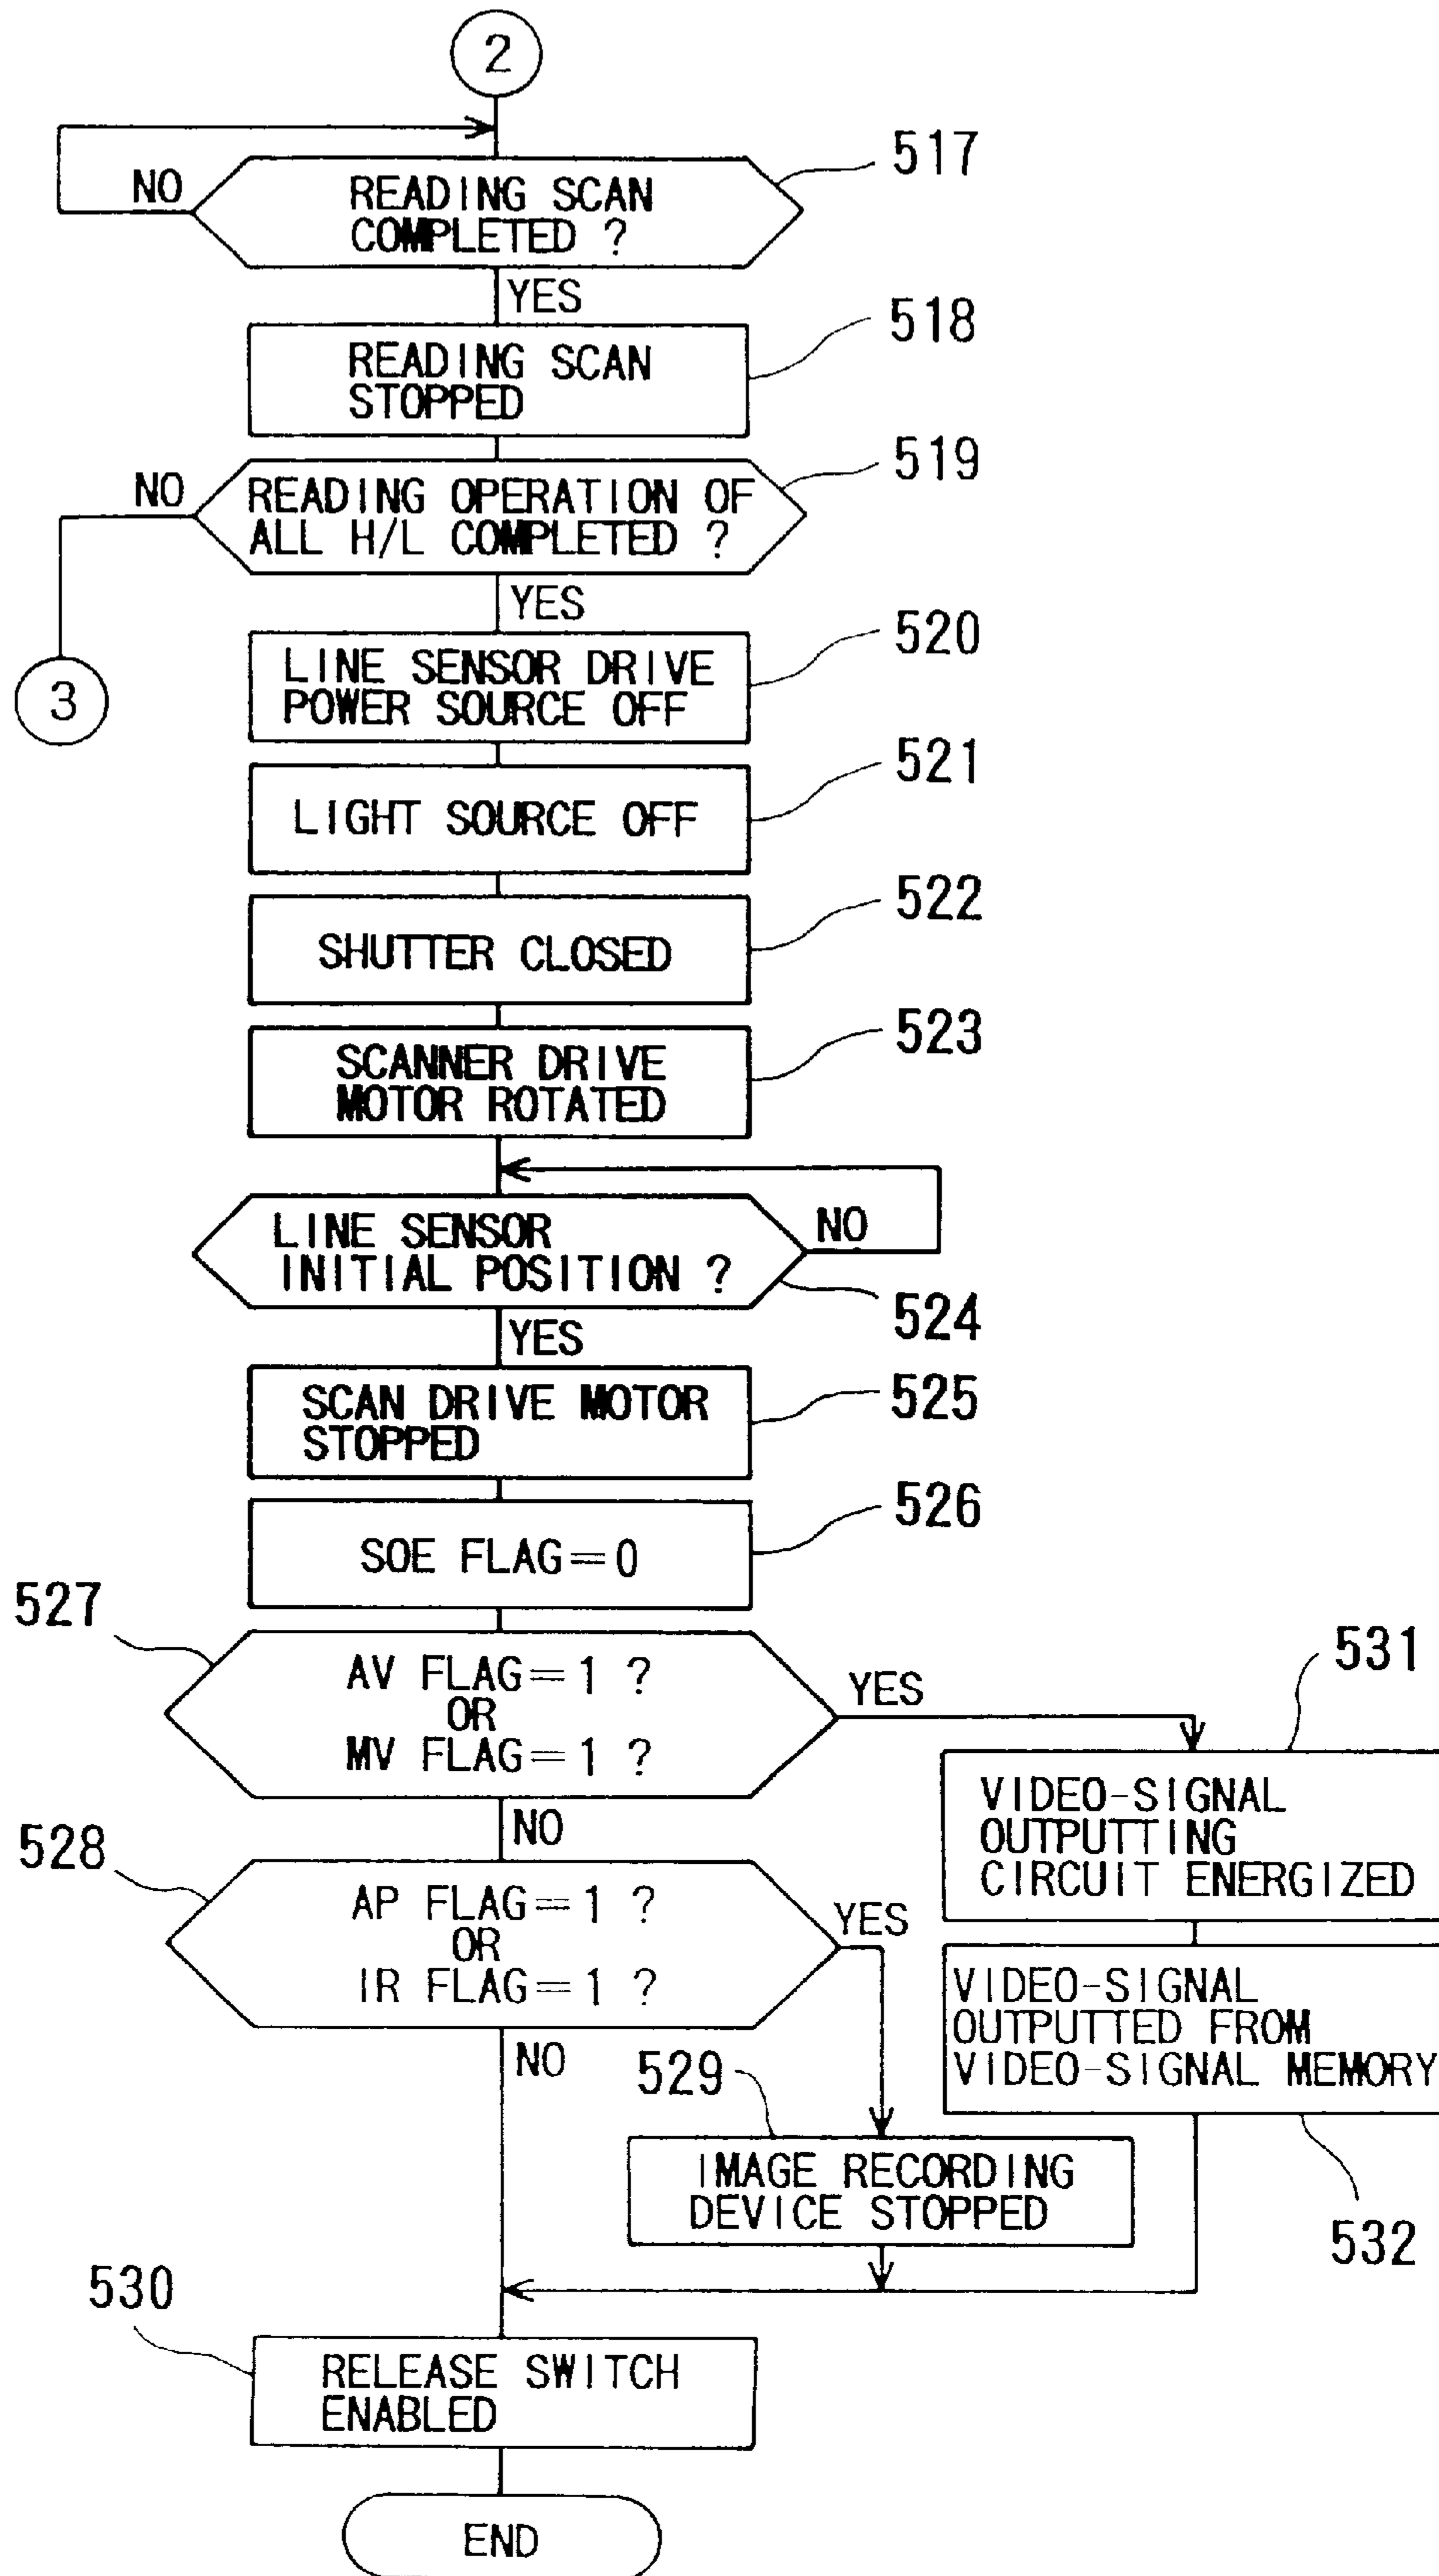 2
517
NO
READING SCAN
COMPLETED ?
YES
518
READING SCAN
STOPPED
519
NO
READING OPERATION OF
ALL H/L COMPLETED ?
YES
3
520
LINE SENSOR DRIVE
POWER SOURCE OFF
521
LIGHT SOURCE OFF
522
SHUTTER CLOSED
523
SCANNER DRIVE
MOTOR ROTATED
LINE SENSOR
INITIAL POSITION ?
NO
524
YES
525
SCAN DRIVE MOTOR
STOPPED
526
SOE FLAG=0
527
AV FLAG=1 ?
OR
MV FLAG=1 ?
YES
531
NO
VIDEO-SIGNAL
OUTPUTTING
CIRCUIT ENERGIZED
528
AP FLAG=1 ?
OR
IR FLAG=1 ?
YES
NO
VIDEO-SIGNAL
OUTPUTTED FROM
VIDEO-SIGNAL MEMORY
529
IMAGE RECORDING
DEVICE STOPPED
532
530
RELEASE SWITCH
ENABLED
END